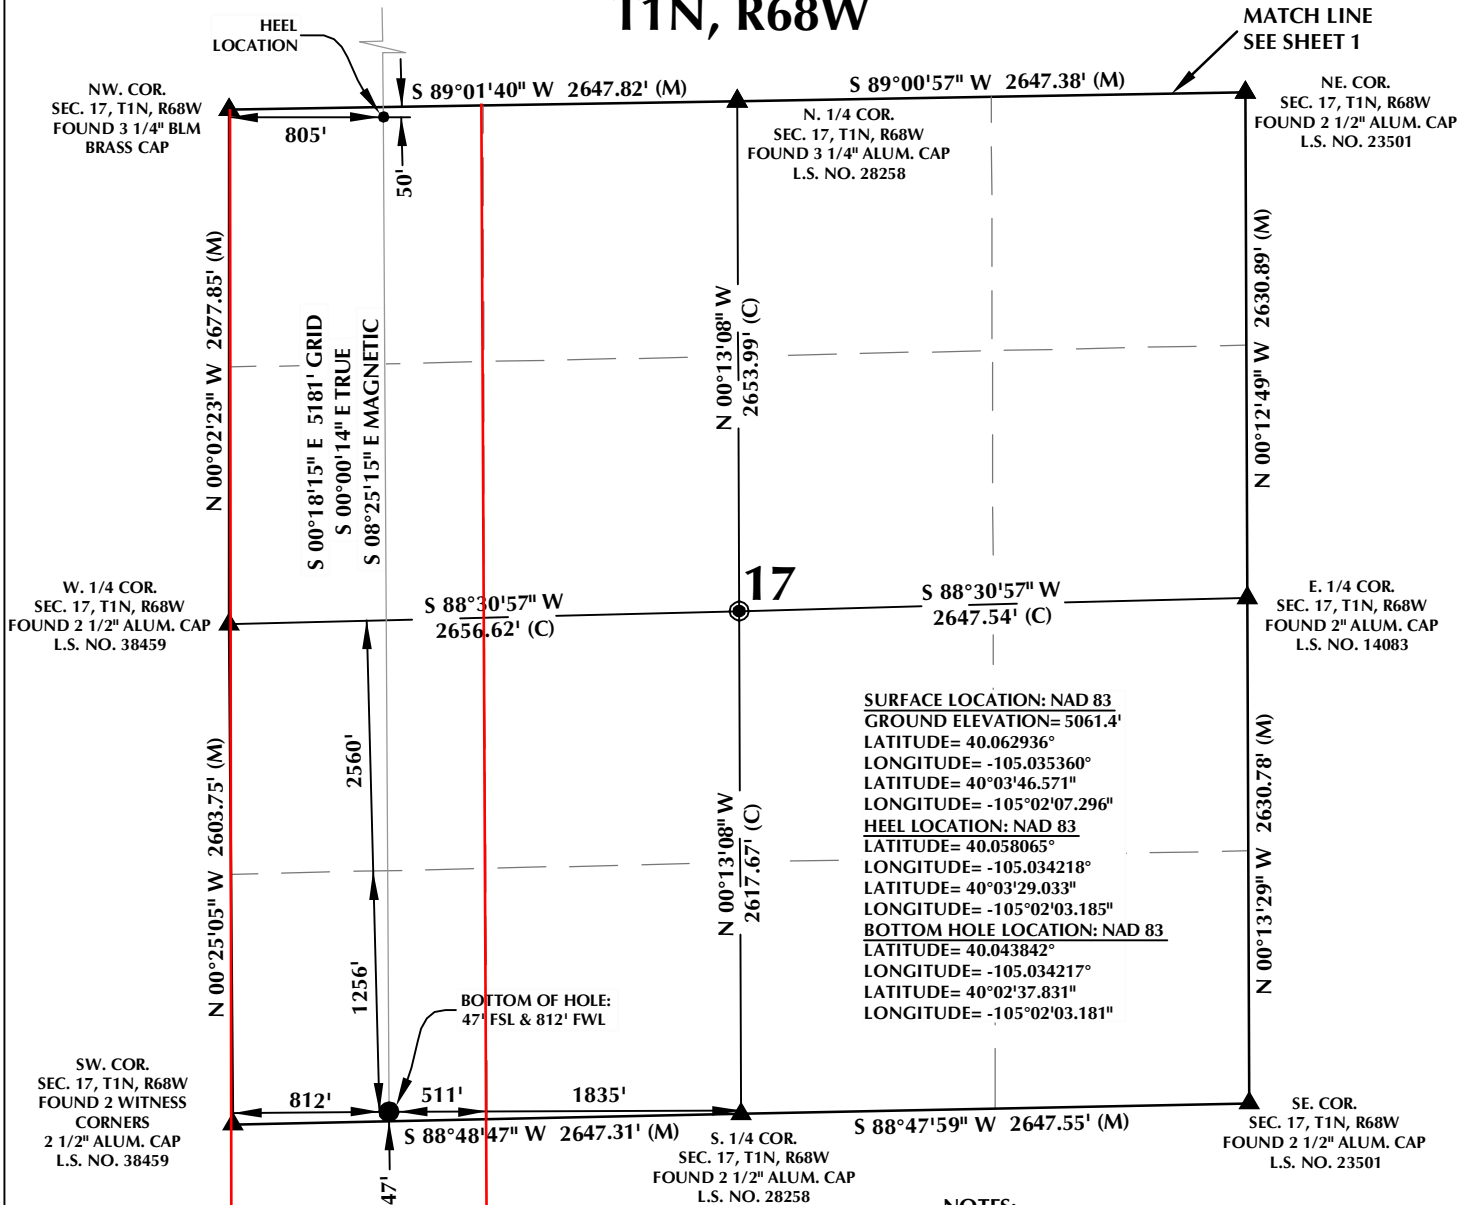 T1N, R68W
HEEL
LOCATION
MATCH LINE
SEE SHEET 1
NW. COR.
SEC. 17, T1N, R68W
FOUND 3 1/4" BLM
BRASS CAP
S 89°01'40" W 2647.82' (M)
S 89°00'57" W 2647.38' (M)
NE. COR.
SEC. 17, T1N, R68W
FOUND 2 1/2" ALUM. CAP
L.S. NO. 23501
N. 1/4 COR.
SEC. 17, T1N, R68W
FOUND 3 1/4" ALUM. CAP
L.S. NO. 28258
805'
50'
N 00°02'23" W 2677.85' (M)
S 00°18'15" E 5181' GRID
S 00°00'14" E TRUE
S 08°25'15" E MAGNETIC
N 00°13'08" W
2653.99' (C)
N 00°12'49" W 2630.89' (M)
W. 1/4 COR.
SEC. 17, T1N, R68W
FOUND 2 1/2" ALUM. CAP
L.S. NO. 38459
S 88°30'57" W
2656.62' (C)
17
S 88°30'57" W
2647.54' (C)
E. 1/4 COR.
SEC. 17, T1N, R68W
FOUND 2" ALUM. CAP
L.S. NO. 14083
SURFACE LOCATION: NAD 83
GROUND ELEVATION= 5061.4'
LATITUDE= 40.062936°
LONGITUDE= -105.035360°
LATITUDE= 40°03'46.571"
LONGITUDE= -105°02'07.296"
HEEL LOCATION: NAD 83
LATITUDE= 40.058065°
LONGITUDE= -105.034218°
LATITUDE= 40°03'29.033"
LONGITUDE= -105°02'03.185"
BOTTOM HOLE LOCATION: NAD 83
LATITUDE= 40.043842°
LONGITUDE= -105.034217°
LATITUDE= 40°02'37.831"
LONGITUDE= -105°02'03.181"
N 00°25'05" W 2603.75' (M)
2560'
1256'
N 00°13'08" W
2617.67' (C)
N 00°13'29" W 2630.78' (M)
BOTTOM OF HOLE:
47' FSL & 812' FWL
SW. COR.
SEC. 17, T1N, R68W
FOUND 2 WITNESS
CORNERS
2 1/2" ALUM. CAP
L.S. NO. 38459
812'
511'
1835'
S 88°48'47" W 2647.31' (M)
S 88°47'59" W 2647.55' (M)
S. 1/4 COR.
SEC. 17, T1N, R68W
FOUND 2 1/2" ALUM. CAP
L.S. NO. 28258
SE. COR.
SEC. 17, T1N, R68W
FOUND 2 1/2" ALUM. CAP
L.S. NO. 23501
47'
NOTES: